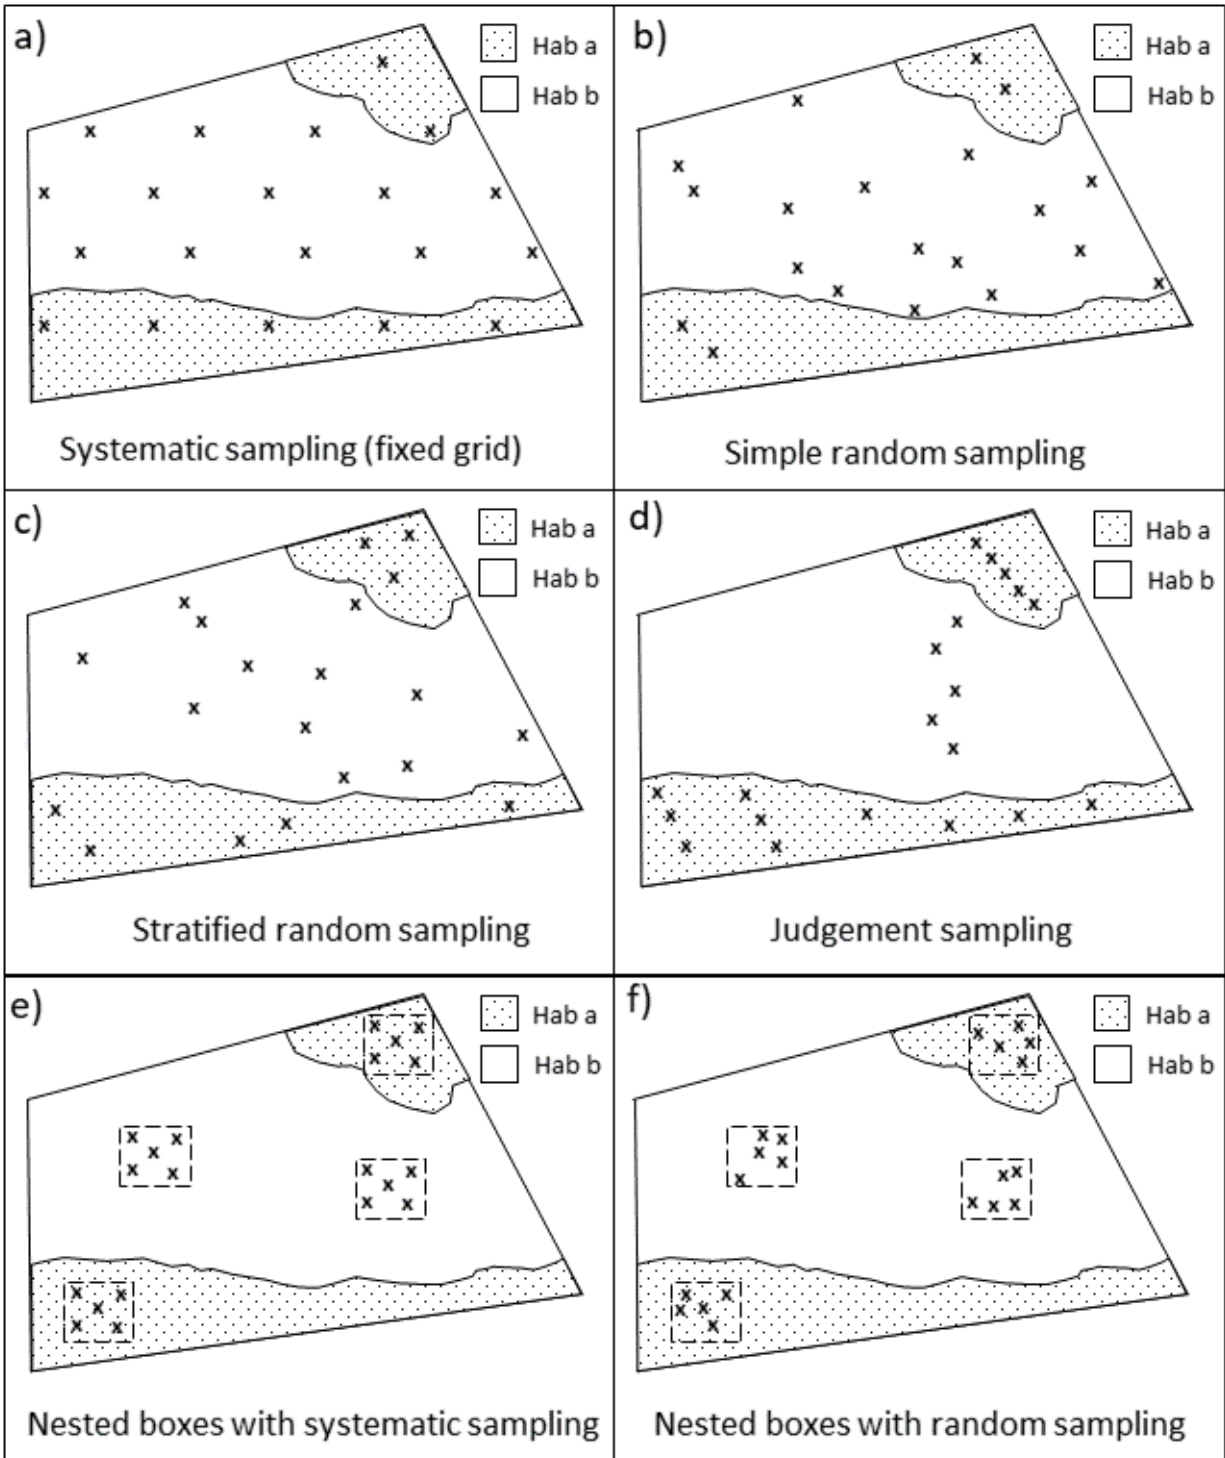 a)
Hab a
Hab b
Systematic sampling (fixed grid)
b)
Hab a
Hab b
Simple random sampling
c)
Hab a
Hab b
Stratified random sampling
d)
Hab a
Hab b
Judgement sampling
e)
Hab a
Hab b
Nested boxes with systematic sampling
f)
Hab a
Hab b
Nested boxes with random sampling